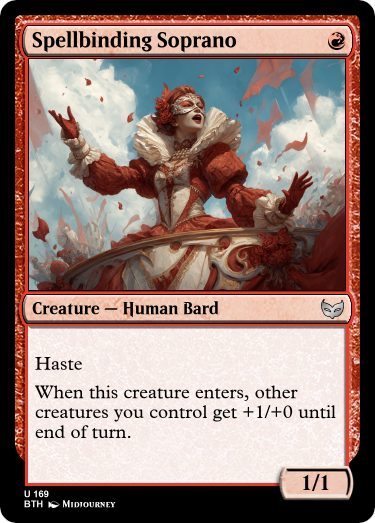 Spellbinding Soprano
Creature — Human Bard
Haste
When this creature enters, other
creatures you control get +1/+0 until
end of turn.
1/1
U 169
BTH Midjourney